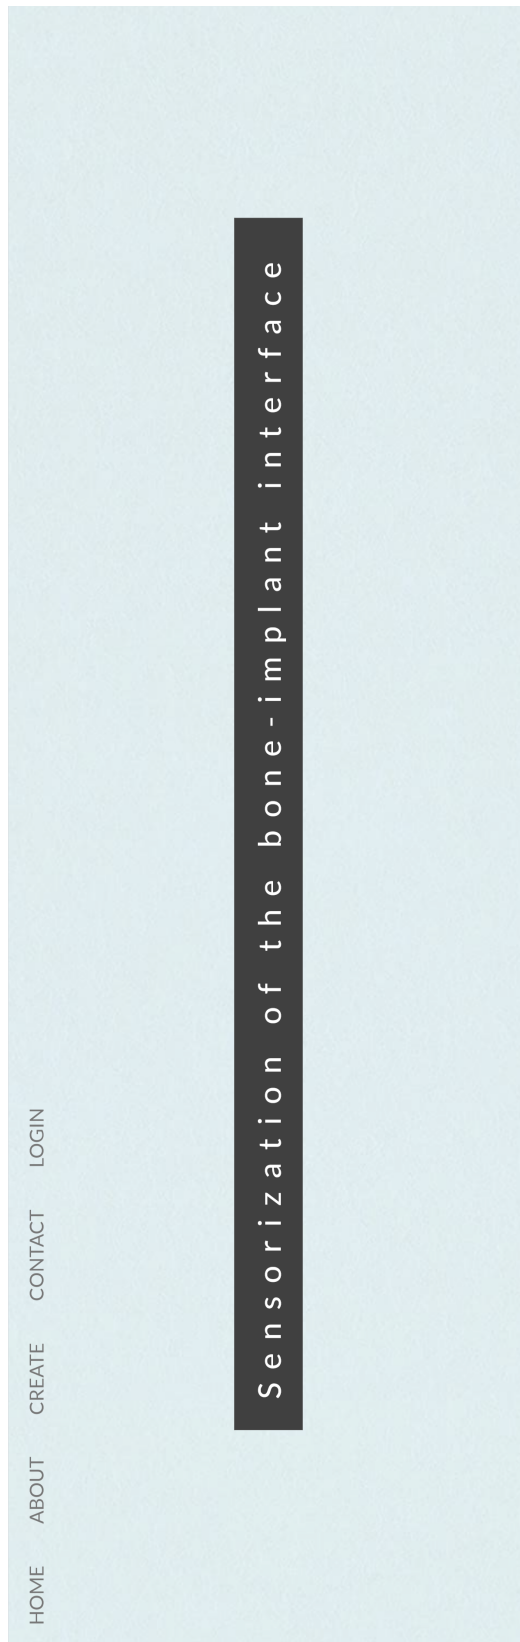 HOME ABOUT CREATE CONTACT LOGIN
Sensorization of the bone-implant interface